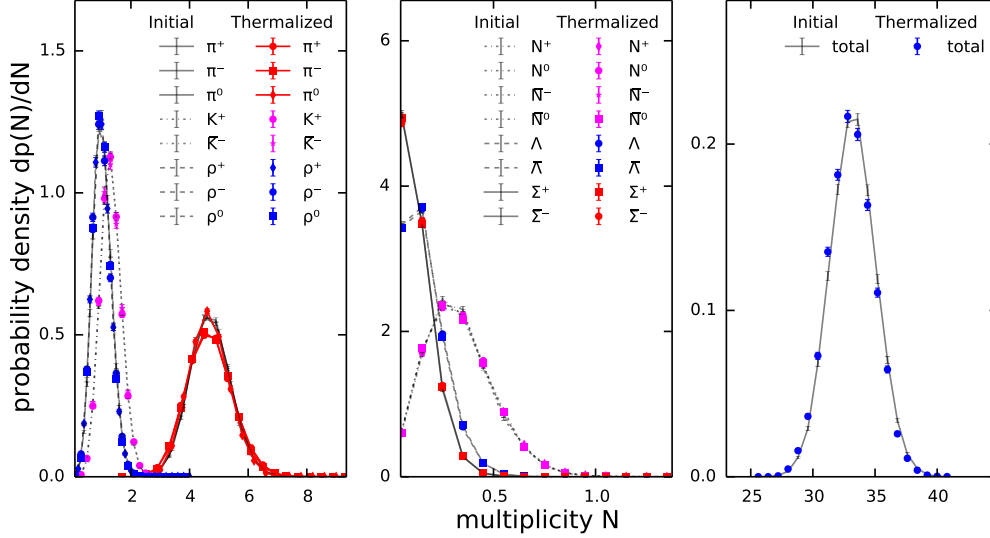 probability density dp(N)/dN
Initial Thermalized
π⁺ π⁺
π⁻ π⁻
π⁰ π⁰
K⁺ K⁺
K̅⁻ K̅⁻
ρ⁺ ρ⁺
ρ⁻ ρ⁻
ρ⁰ ρ⁰
1.5
1.0
0.5
0.0
2 4 6 8
Initial Thermalized
N⁺ N⁺
N⁰ N⁰
N̅⁻ N̅⁻
N̅⁰ N̅⁰
Λ Λ
Λ̅ Λ̅
Σ⁺ Σ⁺
Σ̅⁻ Σ̅⁻
6
4
2
0
0.5 1.0
multiplicity N
Initial Thermalized
total total
0.2
0.1
0.0
25 30 35 40